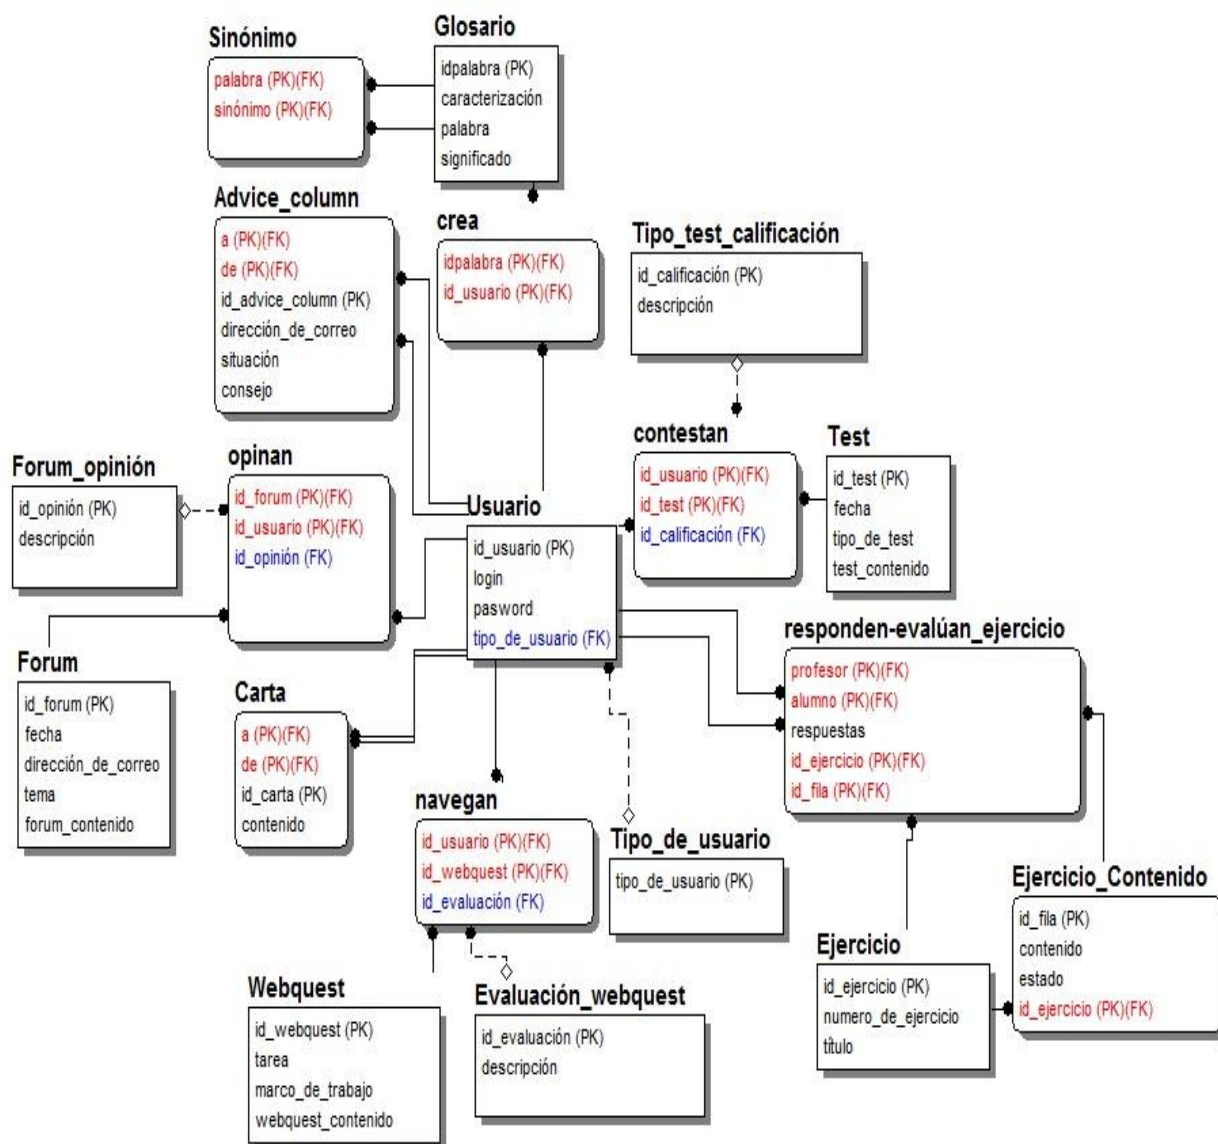 Sinónimo
palabra (PK)(FK)
sinónimo (PK)(FK)
Glosario
idpalabra (PK)
caracterización
palabra
significado
Advice_column
a (PK)(FK)
de (PK)(FK)
id_advice_column (PK)
dirección_de_correo
situación
consejo
crea
idpalabra (PK)(FK)
id_usuario (PK)(FK)
Tipo_test_calificación
id_calificación (PK)
descripción
Forum_opinión
id_opinión (PK)
descripción
opinan
id_forum (PK)(FK)
id_usuario (PK)(FK)
id_opinión (FK)
Usuario
id_usuario (PK)
login
pasword
tipo_de_usuario (FK)
contestan
id_usuario (PK)(FK)
id_test (PK)(FK)
id_calificación (FK)
Test
id_test (PK)
fecha
tipo_de_test
test_contenido
Forum
id_forum (PK)
fecha
dirección_de_correo
tema
forum_contenido
Carta
a (PK)(FK)
de (PK)(FK)
id_carta (PK)
contenido
responden-evalúan_ejercicio
profesor (PK)(FK)
alumno (PK)(FK)
respuestas
id_ejercicio (PK)(FK)
id_fila (PK)(FK)
navegan
id_usuario (PK)(FK)
id_webquest (PK)(FK)
id_evaluación (FK)
Tipo_de_usuario
tipo_de_usuario (PK)
Ejercicio_Contenido
id_fila (PK)
contenido
estado
id_ejercicio (PK)(FK)
Ejercicio
id_ejercicio (PK)
numero_de_ejercicio
título
Webquest
id_webquest (PK)
tarea
marco_de_trabajo
webquest_contenido
Evaluación_webquest
id_evaluación (PK)
descripción